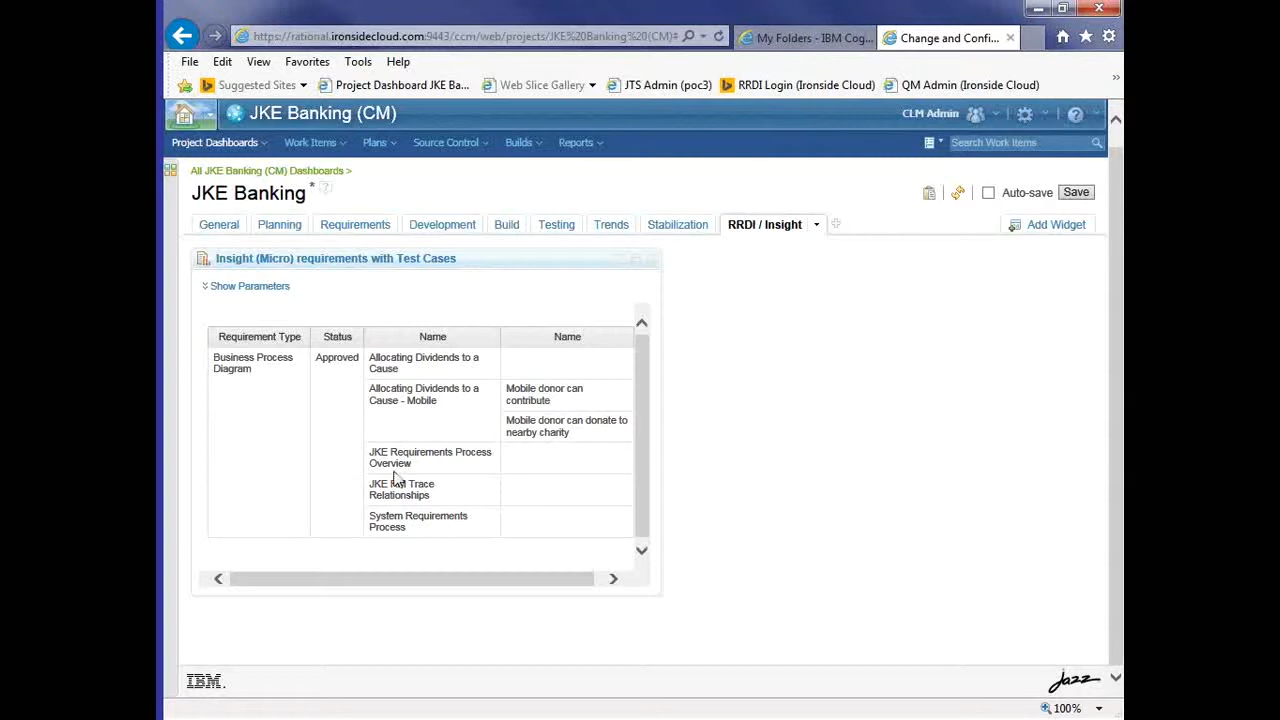 https://rational.ironsidecloud.com:9443/ccm/web/projects/JKE%20Banking%20(CM)#
My Folders - IBM Cog...
Change and Confi...
File Edit View Favorites Tools Help
Suggested Sites
Project Dashboard JKE Ba...
Web Slice Gallery
JTS Admin (poc3)
RRDI Login (Ironside Cloud)
QM Admin (Ironside Cloud)
JKE Banking (CM)
CLM Admin
Project Dashboards Work Items Plans Source Control Builds Reports
Search Work Items
All JKE Banking (CM) Dashboards >
JKE Banking *
Auto-save Save
General Planning Requirements Development Build Testing Trends Stabilization RRDI / Insight
Add Widget
Insight (Micro) requirements with Test Cases
Show Parameters
Requirement Type Status Name Name
Business Process
Diagram
Approved
Allocating Dividends to a
Cause
Allocating Dividends to a
Cause - Mobile
Mobile donor can
contribute
Mobile donor can donate to
nearby charity
JKE Requirements Process
Overview
JKE Trace
Relationships
System Requirements
Process
IBM.
jazz
100%